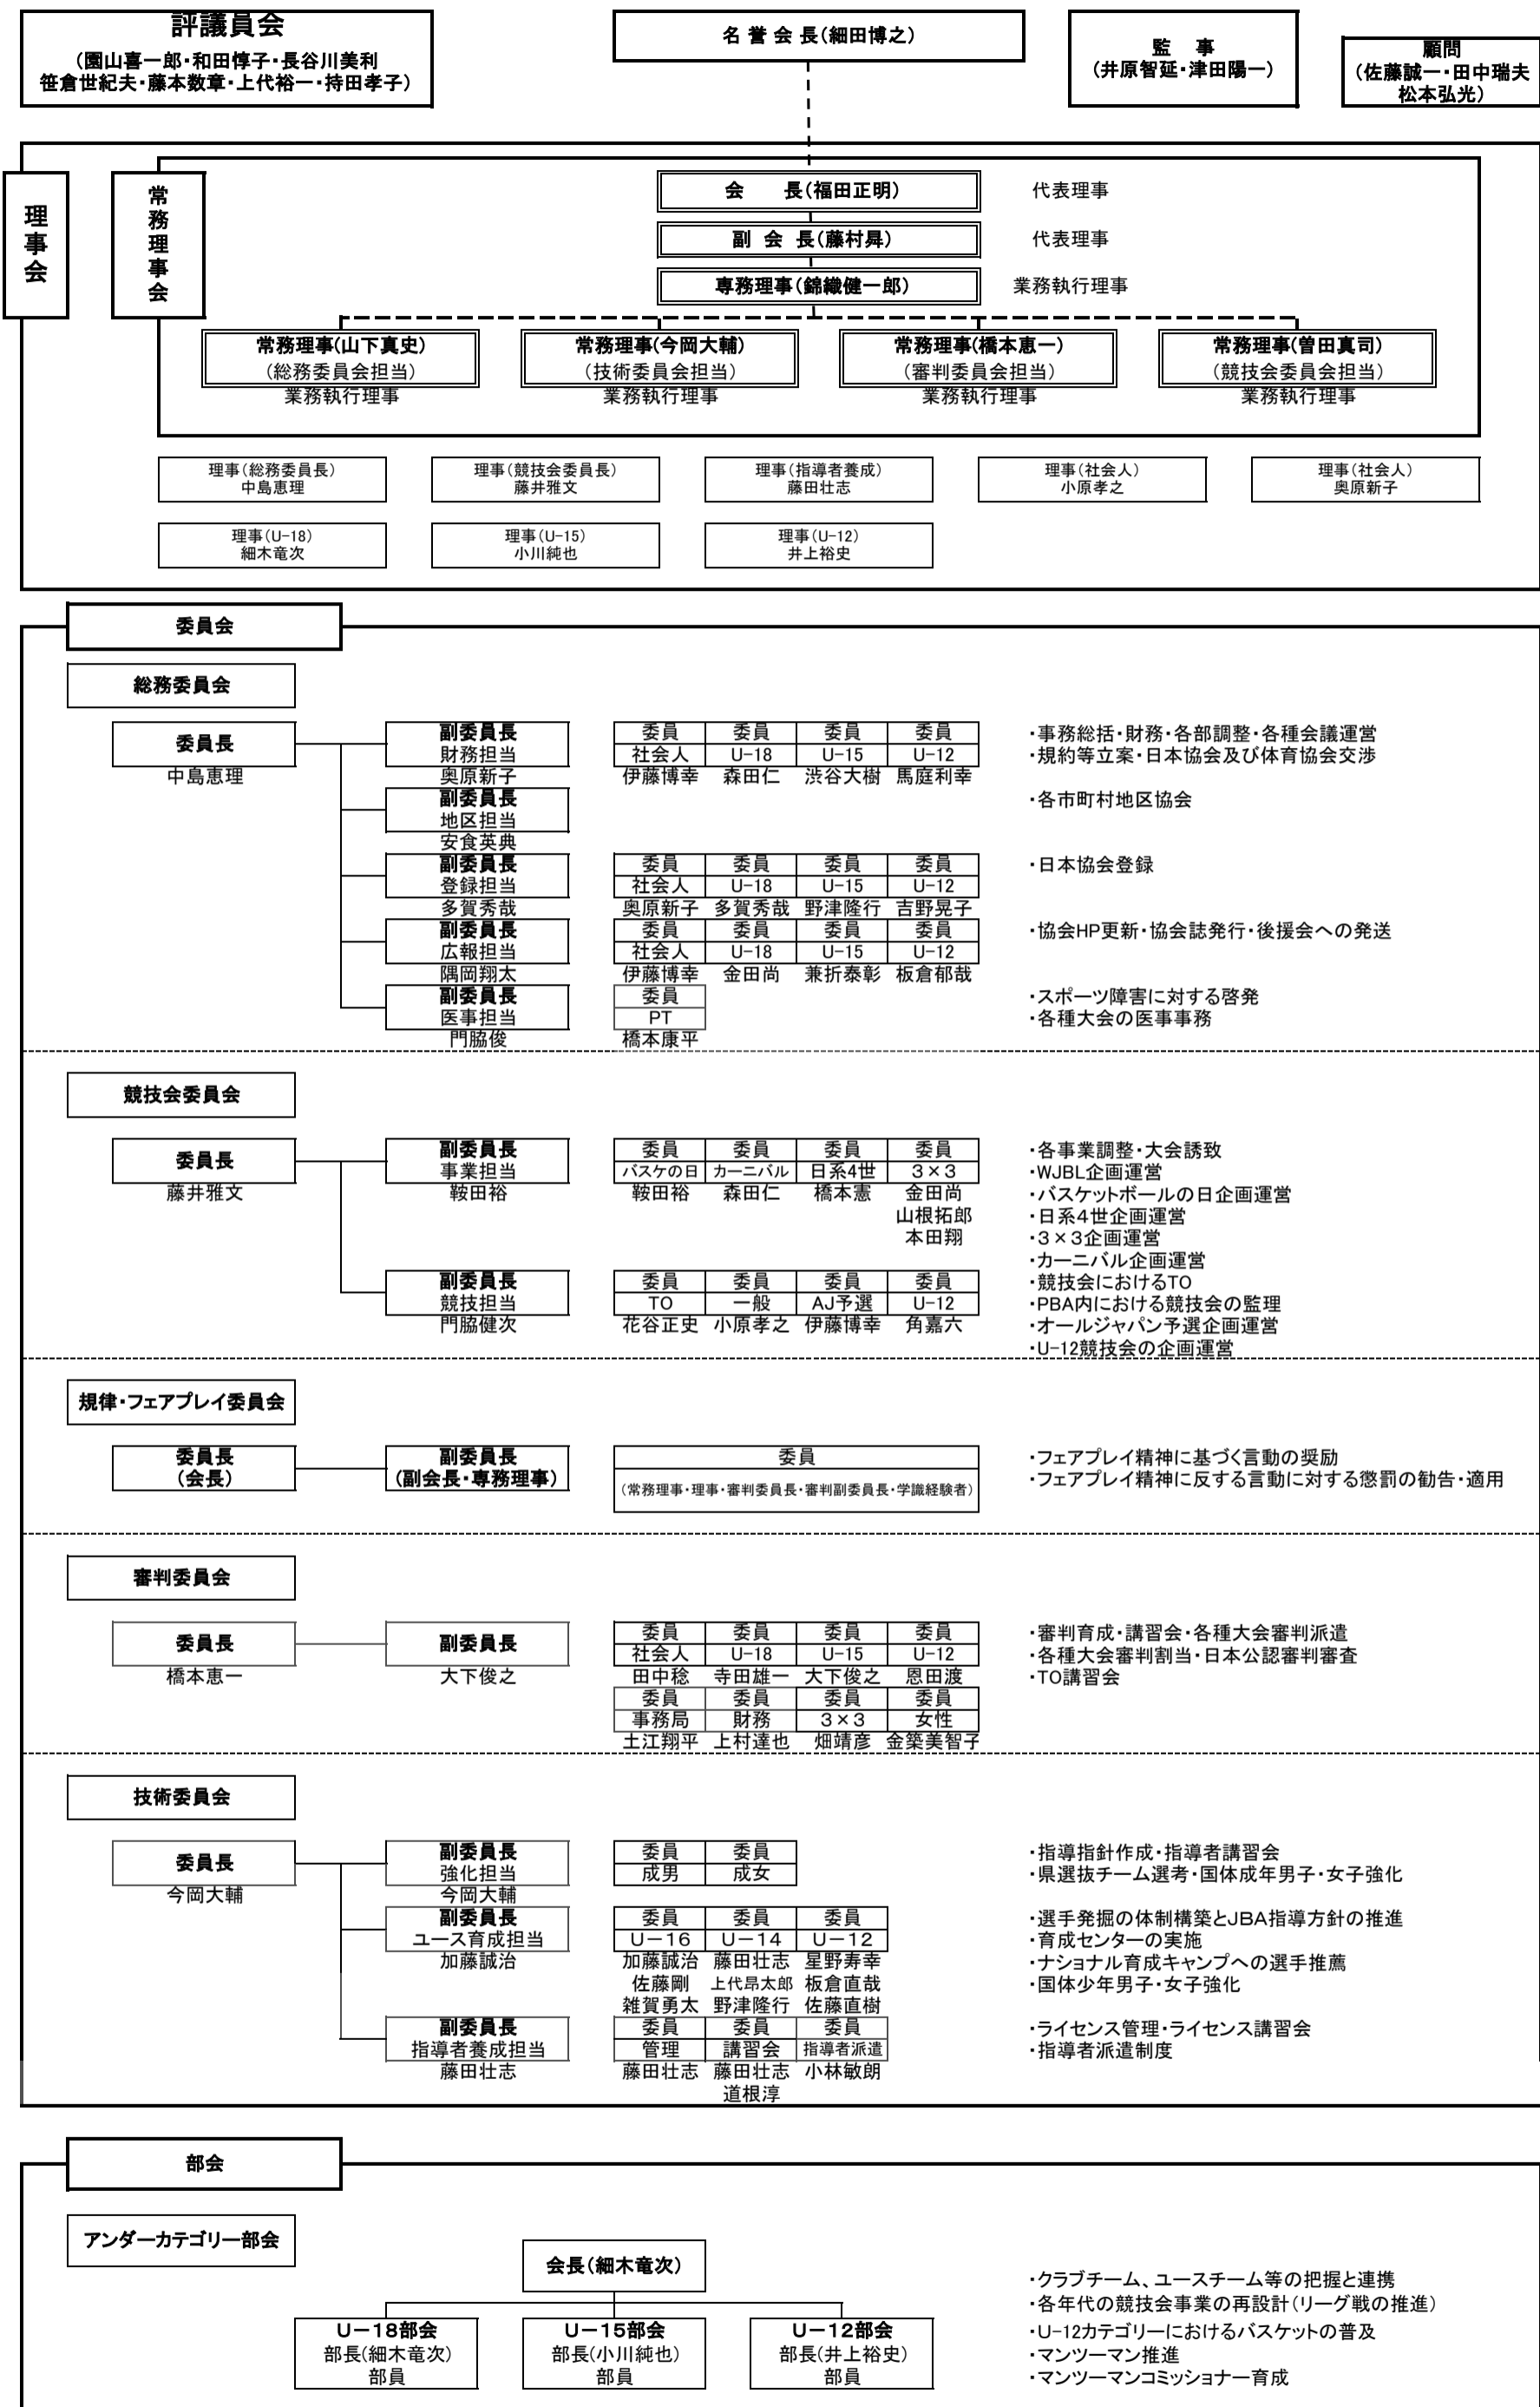 評議員会
（園山喜一郎・和田惇子・長谷川美利
笹倉世紀夫・藤本数章・上代裕一・持田孝子）
名 誉 会 長（細田博之）
監　事
（井原智延・津田陽一）
顧問
（佐藤誠一・田中瑞夫
松本弘光）
理事会
常務理事会
会　　長（福田正明）　代表理事
副 会 長（藤村昇）　代表理事
専務理事（錦織健一郎）　業務執行理事
常務理事(山下真史)　常務理事(今岡大輔)　常務理事(橋本恵一)　常務理事(曽田真司)
（総務委員会担当）　（技術委員会担当）　（審判委員会担当）　（競技会委員会担当）
業務執行理事　業務執行理事　業務執行理事　業務執行理事
理事（総務委員長）　理事（競技会委員長）　理事（指導者養成）　理事（社会人）　理事（社会人）
中島恵理　藤井雅文　藤田壮志　小原孝之　奥原新子
理事（U-18）　理事（U-15）　理事（U-12）
細木竜次　小川純也　井上裕史
委員会
総務委員会
副委員長　委員　委員　委員　委員　・事務総括・財務・各部調整・各種会議運営
委員長　財務担当　社会人　U-18　U-15　U-12　・規約等立案・日本協会及び体育協会交渉
中島恵理　奥原新子　伊藤博幸　森田仁　渋谷大樹　馬庭利幸
副委員長　・各市町村地区協会
地区担当
安食英典
副委員長　委員　委員　委員　委員　・日本協会登録
登録担当　社会人　U-18　U-15　U-12
多賀秀哉　奥原新子　多賀秀哉　野津隆行　吉野晃子
副委員長　委員　委員　委員　委員　・協会HP更新・協会誌発行・後援会への発送
広報担当　社会人　U-18　U-15　U-12
隅岡翔太　伊藤博幸　金田尚　兼折泰彰　板倉郁哉
副委員長　委員　・スポーツ障害に対する啓発
医事担当　PT　・各種大会の医事事務
門脇俊　橋本康平
競技会委員会
副委員長　委員　委員　委員　委員　・各事業調整・大会誘致
委員長　事業担当　バスケの日　カーニバル　日系4世　3×3　・WJBL企画運営
藤井雅文　鞍田裕　鞍田裕　森田仁　橋本憲　金田尚　・バスケットボールの日企画運営
山根拓郎　・日系4世企画運営
本田翔　・3×3企画運営
・カーニバル企画運営
副委員長　委員　委員　委員　委員　・競技会におけるTO
競技担当　TO　一般　AJ予選　U-12　・PBA内における競技会の監理
門脇健次　花谷正史　小原孝之　伊藤博幸　角嘉六　・オールジャパン予選企画運営
・U-12競技会の企画運営
規律・フェアプレイ委員会
委員長　副委員長　委員　・フェアプレイ精神に基づく言動の奨励
（会長）　(副会長・専務理事)　（常務理事・理事・審判委員長・審判副委員長・学識経験者）　・フェアプレイ精神に反する言動に対する懲罰の勧告・適用
審判委員会
委員長　副委員長　委員　委員　委員　委員　・審判育成・講習会・各種大会審判派遣
社会人　U-18　U-15　U-12　・各種大会審判割当・日本公認審判審査
橋本恵一　大下俊之　田中稔　寺田雄一　大下俊之　恩田渡　・TO講習会
委員　委員　委員　委員
事務局　財務　3×3　女性
土江翔平　上村達也　畑靖彦　金築美智子
技術委員会
副委員長　委員　委員　・指導指針作成・指導者講習会
委員長　強化担当　成男　成女　・県選抜チーム選考・国体成年男子・女子強化
今岡大輔　今岡大輔
副委員長　委員　委員　委員　・選手発掘の体制構築とJBA指導方針の推進
ユース育成担当　U－16　U－14　U－12　・育成センターの実施
加藤誠治　加藤誠治　藤田壮志　星野寿幸　・ナショナル育成キャンプへの選手推薦
佐藤剛　上代昂太郎　板倉直哉　・国体少年男子・女子強化
雑賀勇太　野津隆行　佐藤直樹
副委員長　委員　委員　委員　・ライセンス管理・ライセンス講習会
指導者養成担当　管理　講習会　指導者派遣　・指導者派遣制度
藤田壮志　藤田壮志　藤田壮志　小林敏朗
道根淳
部会
アンダーカテゴリー部会
会長（細木竜次）
・クラブチーム、ユースチーム等の把握と連携
・各年代の競技会事業の再設計（リーグ戦の推進）
U－18部会　U－15部会　U－12部会　・U-12カテゴリーにおけるバスケットの普及
部長（細木竜次）　部長（小川純也）　部長（井上裕史）　・マンツーマン推進
部員　部員　部員　・マンツーマンコミッショナー育成